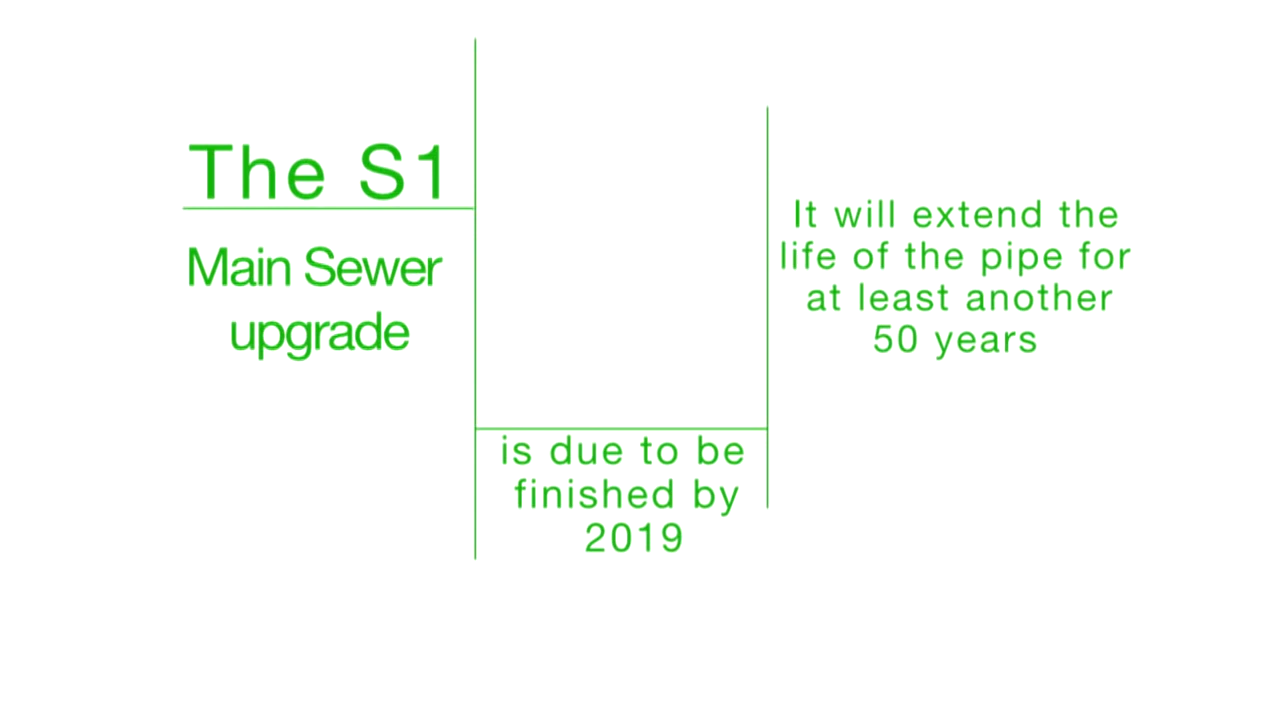 The S1
Main Sewer
upgrade
is due to be
finished by
2019
It will extend the
life of the pipe for
at least another
50 years